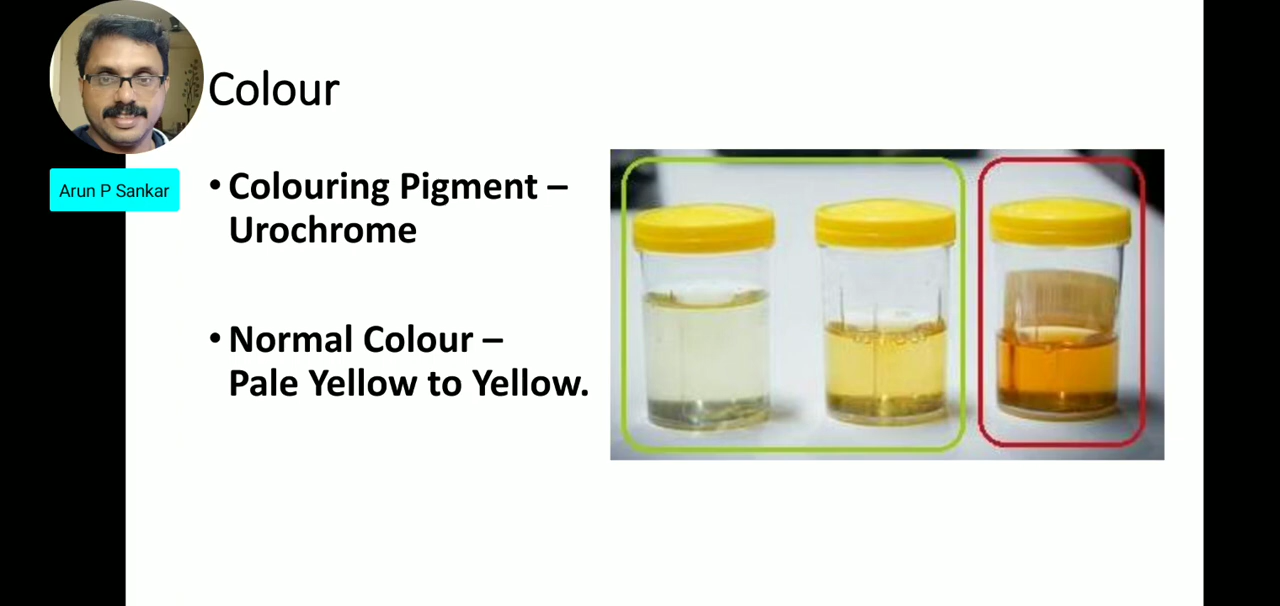 Colour
Arun P Sankar
• Colouring Pigment –
Urochrome
• Normal Colour –
Pale Yellow to Yellow.